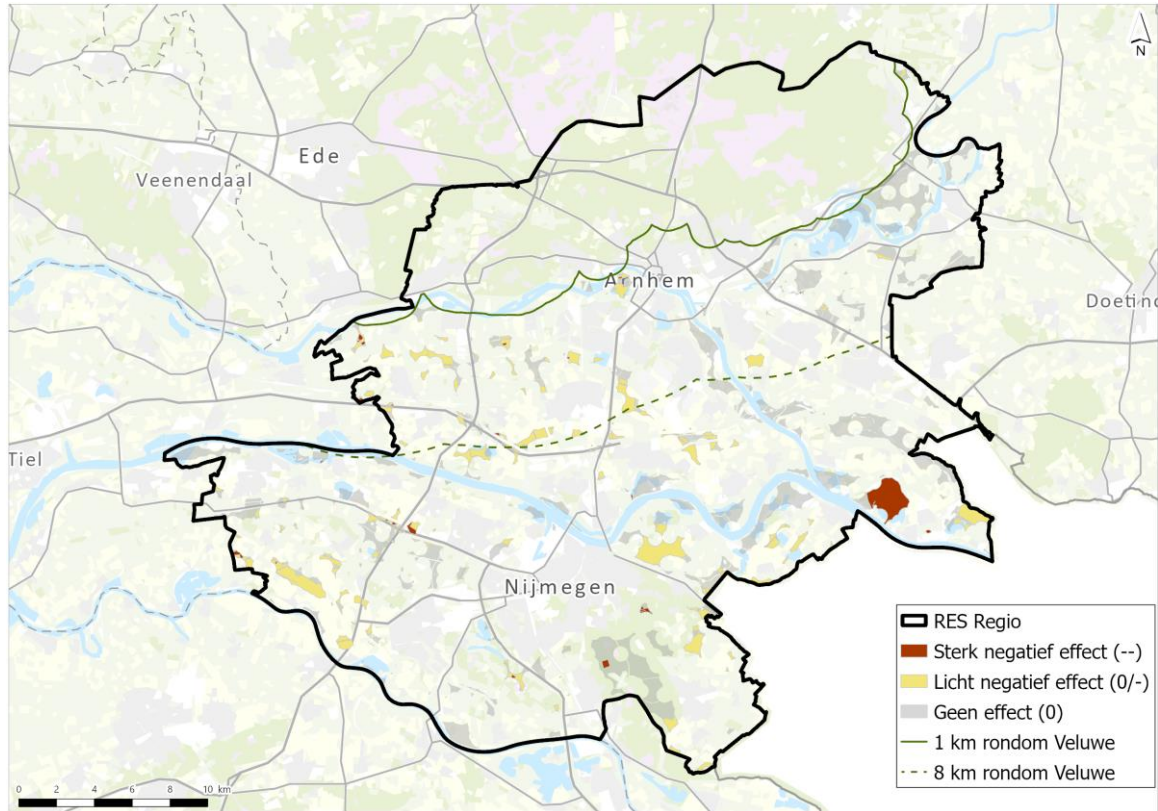 N
Ede
Veenendaal
Arnhem
Doetinc
Tiel
Nijmegen
RES Regio
Sterk negatief effect (--)
Licht negatief effect (0/-)
Geen effect (0)
1 km rondom Veluwe
8 km rondom Veluwe
0 2 4 6 8 10 km